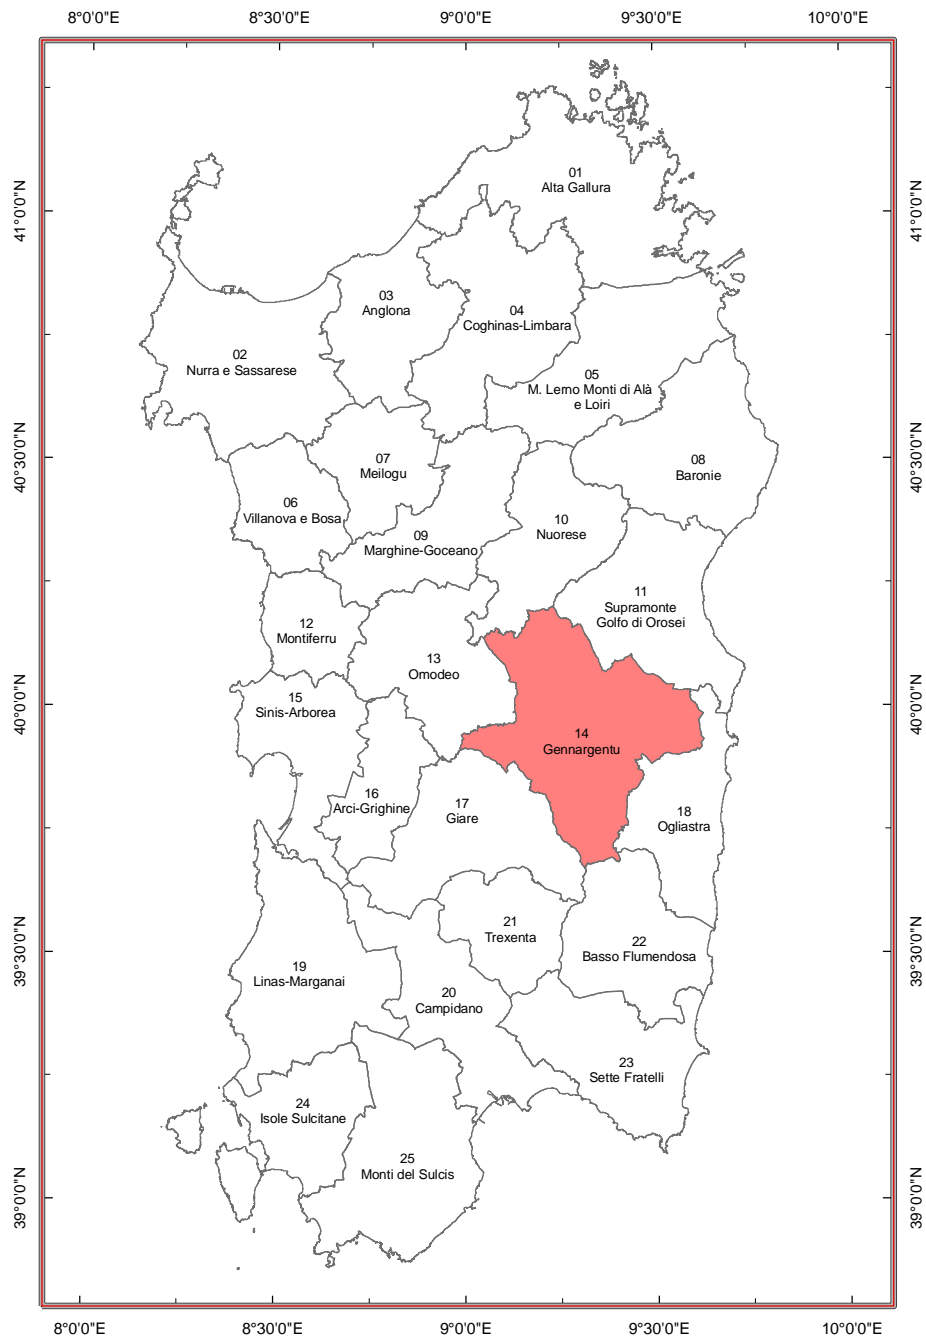 8°0'0"E 8°30'0"E 9°0'0"E 9°30'0"E 10°0'0"E
41°0'0"N
41°0'0"N
40°30'0"N
40°30'0"N
40°0'0"N
40°0'0"N
39°30'0"N
39°30'0"N
39°0'0"N
39°0'0"N
01
Alta Gallura
02
Nurra e Sassarese
03
Anglona
04
Coghinas-Limbara
05
M. Lerno Monti di Alà
e Loiri
06
Villanova e Bosa
07
Meilogu
08
Baronie
09
Marghine-Goceano
10
Nuorese
11
Supramonte
Golfo di Orosei
12
Montiferru
13
Omodeo
14
Gennargentu
15
Sinis-Arborea
16
Arci-Grighine
17
Giare
18
Ogliastra
19
Linas-Marganai
20
Campidano
21
Trexenta
22
Basso Flumendosa
23
Sette Fratelli
24
Isole Sulcitane
25
Monti del Sulcis
8°0'0"E 8°30'0"E 9°0'0"E 9°30'0"E 10°0'0"E